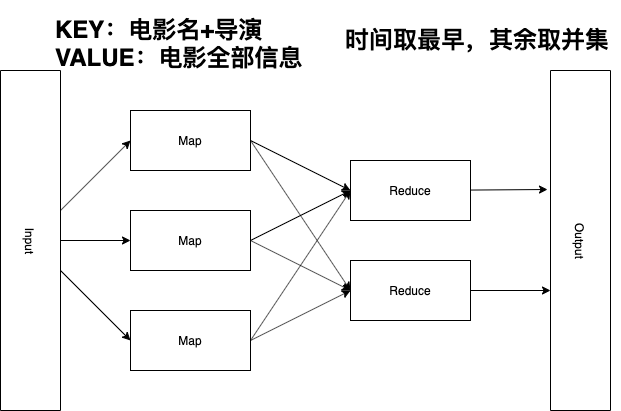 KEY：电影名+导演
VALUE：电影全部信息
时间取最早，其余取并集
Input
Map
Map
Map
Reduce
Reduce
Output